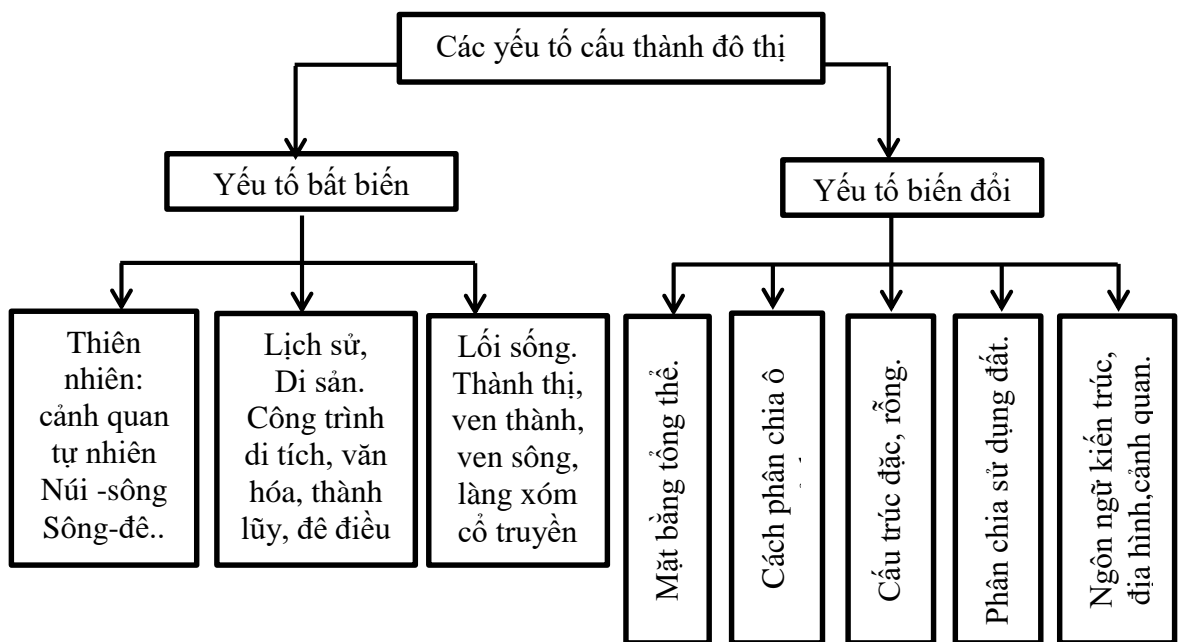 Các yếu tố cấu thành đô thị
Yếu tố bất biến
Yếu tố biến đổi
Thiên
nhiên:
cảnh quan
tự nhiên
Núi -sông
Sông-đê..
Lịch sử,
Di sản.
Công trình
di tích, văn
hóa, thành
lũy, đê điều
Lối sống.
Thành thị,
ven thành,
ven sông,
làng xóm
cổ truyền
Mặt bằng tổng thể.
Cách phân chia ô
Cấu trúc đặc, rỗng.
Phân chia sử dụng đất.
Ngôn ngữ kiến trúc,
địa hình,cảnh quan.